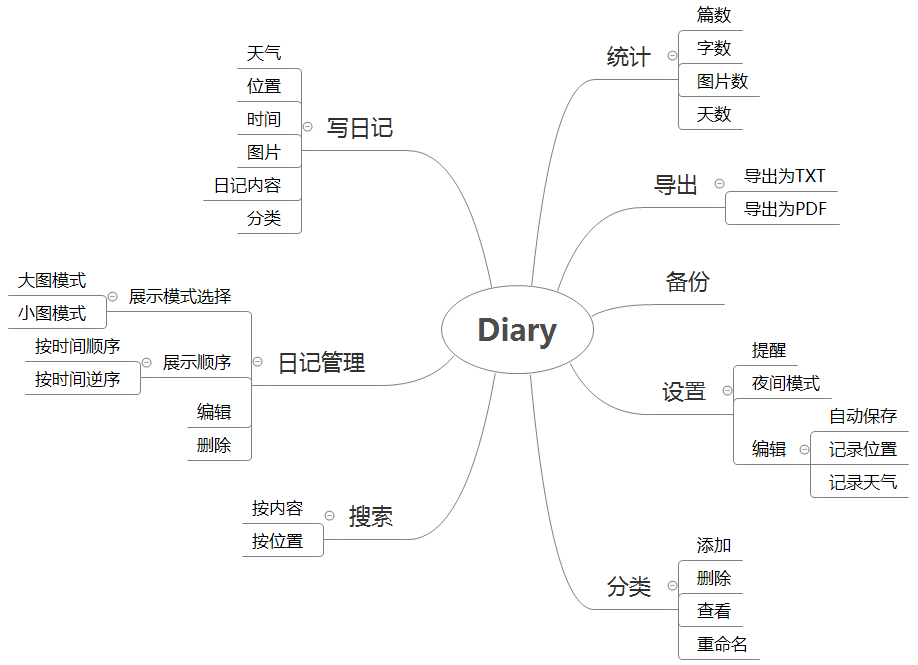 Diary
统计
篇数
字数
图片数
天数
导出
导出为TXT
导出为PDF
备份
设置
提醒
夜间模式
编辑
自动保存
记录位置
记录天气
分类
添加
删除
查看
重命名
写日记
天气
位置
时间
图片
日记内容
分类
日记管理
展示模式选择
大图模式
小图模式
展示顺序
按时间顺序
按时间逆序
编辑
删除
搜索
按内容
按位置